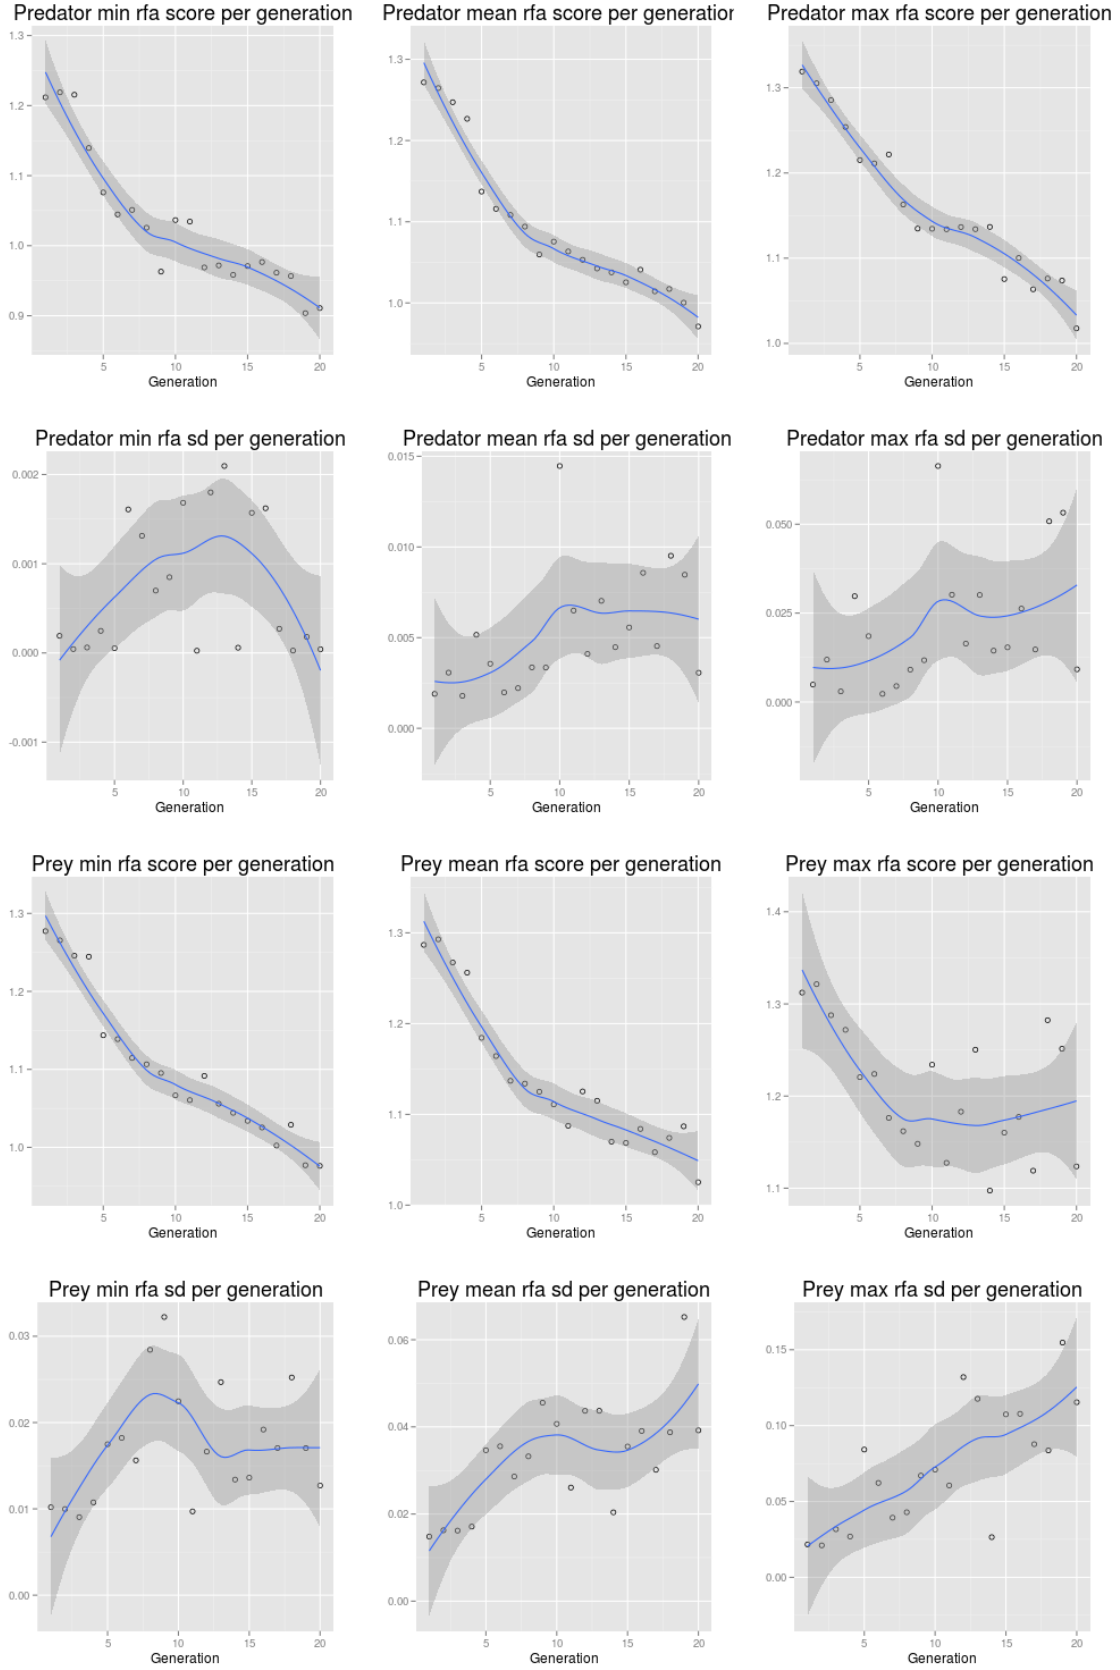 Predator min rfa score per generation
1.3
1.2
1.1
1.0
0.9
5 10 15 20
Generation
Predator mean rfa score per generation
1.3
1.2
1.1
1.0
5 10 15 20
Generation
Predator max rfa score per generation
1.3
1.2
1.1
1.0
5 10 15 20
Generation
Predator min rfa sd per generation
0.002
0.001
0.000
-0.001
5 10 15 20
Generation
Predator mean rfa sd per generation
0.015
0.010
0.005
0.000
5 10 15 20
Generation
Predator max rfa sd per generation
0.050
0.025
0.000
5 10 15 20
Generation
Prey min rfa score per generation
1.3
1.2
1.1
1.0
5 10 15 20
Generation
Prey mean rfa score per generation
1.3
1.2
1.1
1.0
5 10 15 20
Generation
Prey max rfa score per generation
1.4
1.3
1.2
1.1
5 10 15 20
Generation
Prey min rfa sd per generation
0.03
0.02
0.01
0.00
5 10 15 20
Generation
Prey mean rfa sd per generation
0.06
0.04
0.02
0.00
5 10 15 20
Generation
Prey max rfa sd per generation
0.15
0.10
0.05
0.00
5 10 15 20
Generation